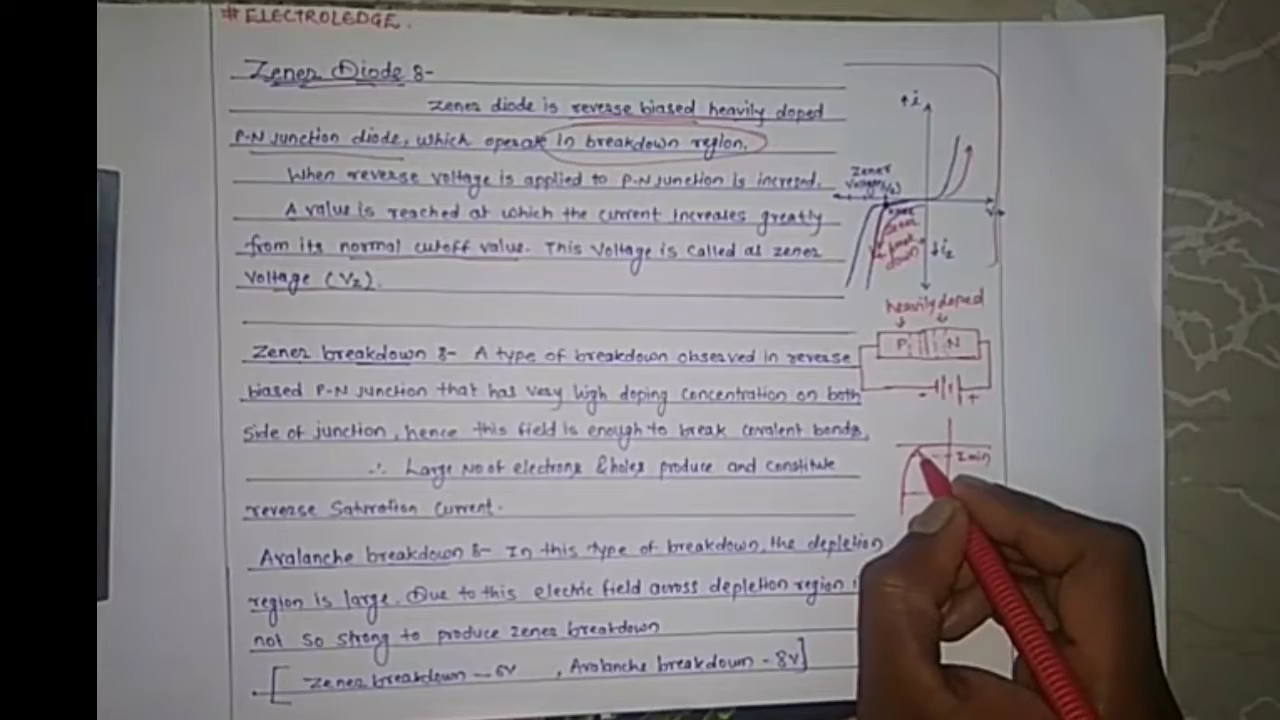 #ELECTROLEDGE.
Zener Diode :-
Zener diode is reverse biased heavily doped
P-N junction diode, which operate in breakdown region.
When reverse voltage is applied to P-N junction is incresed.
A value is reached at which the current increases greatly
from its normal cutoff value. This Voltage is called as zener
Voltage (Vz).
Zener breakdown :- A type of breakdown observed in reverse
biased P-N junction that has very high doping concentration on both
Side of junction, hence this field is enough to break covalent bonds,
∴ Large No of electrons & holes produce and constitute
reverse Saturation Current.
Avalanche breakdown :- In this type of breakdown, the depletion
region is large. Due to this electric field across depletion region
not so strong to produce zener breakdown
[ Zener breakdown - 6V , Avalanche breakdown - 8V]
i
Zener
Voltage(Vz)
Zener
break
down
iz
heavily doped
P N
- +
Zmin